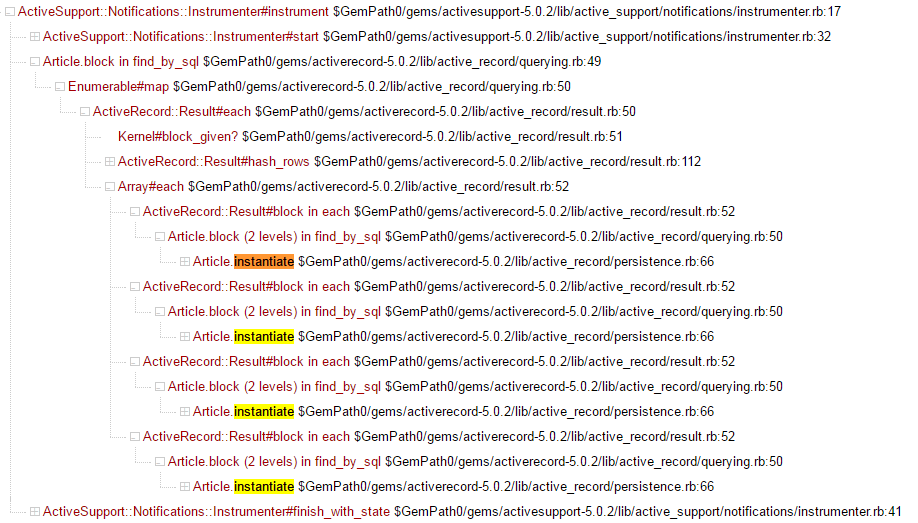 ActiveSupport::Notifications::Instrumenter#instrument $GemPath0/gems/activesupport-5.0.2/lib/active_support/notifications/instrumenter.rb:17
ActiveSupport::Notifications::Instrumenter#start $GemPath0/gems/activesupport-5.0.2/lib/active_support/notifications/instrumenter.rb:32
Article.block in find_by_sql $GemPath0/gems/activerecord-5.0.2/lib/active_record/querying.rb:49
Enumerable#map $GemPath0/gems/activerecord-5.0.2/lib/active_record/querying.rb:50
ActiveRecord::Result#each $GemPath0/gems/activerecord-5.0.2/lib/active_record/result.rb:50
Kernel#block_given? $GemPath0/gems/activerecord-5.0.2/lib/active_record/result.rb:51
ActiveRecord::Result#hash_rows $GemPath0/gems/activerecord-5.0.2/lib/active_record/result.rb:112
Array#each $GemPath0/gems/activerecord-5.0.2/lib/active_record/result.rb:52
ActiveRecord::Result#block in each $GemPath0/gems/activerecord-5.0.2/lib/active_record/result.rb:52
Article.block (2 levels) in find_by_sql $GemPath0/gems/activerecord-5.0.2/lib/active_record/querying.rb:50
Article.instantiate $GemPath0/gems/activerecord-5.0.2/lib/active_record/persistence.rb:66
ActiveRecord::Result#block in each $GemPath0/gems/activerecord-5.0.2/lib/active_record/result.rb:52
Article.block (2 levels) in find_by_sql $GemPath0/gems/activerecord-5.0.2/lib/active_record/querying.rb:50
Article.instantiate $GemPath0/gems/activerecord-5.0.2/lib/active_record/persistence.rb:66
ActiveRecord::Result#block in each $GemPath0/gems/activerecord-5.0.2/lib/active_record/result.rb:52
Article.block (2 levels) in find_by_sql $GemPath0/gems/activerecord-5.0.2/lib/active_record/querying.rb:50
Article.instantiate $GemPath0/gems/activerecord-5.0.2/lib/active_record/persistence.rb:66
ActiveRecord::Result#block in each $GemPath0/gems/activerecord-5.0.2/lib/active_record/result.rb:52
Article.block (2 levels) in find_by_sql $GemPath0/gems/activerecord-5.0.2/lib/active_record/querying.rb:50
Article.instantiate $GemPath0/gems/activerecord-5.0.2/lib/active_record/persistence.rb:66
ActiveSupport::Notifications::Instrumenter#finish_with_state $GemPath0/gems/activesupport-5.0.2/lib/active_support/notifications/instrumenter.rb:41